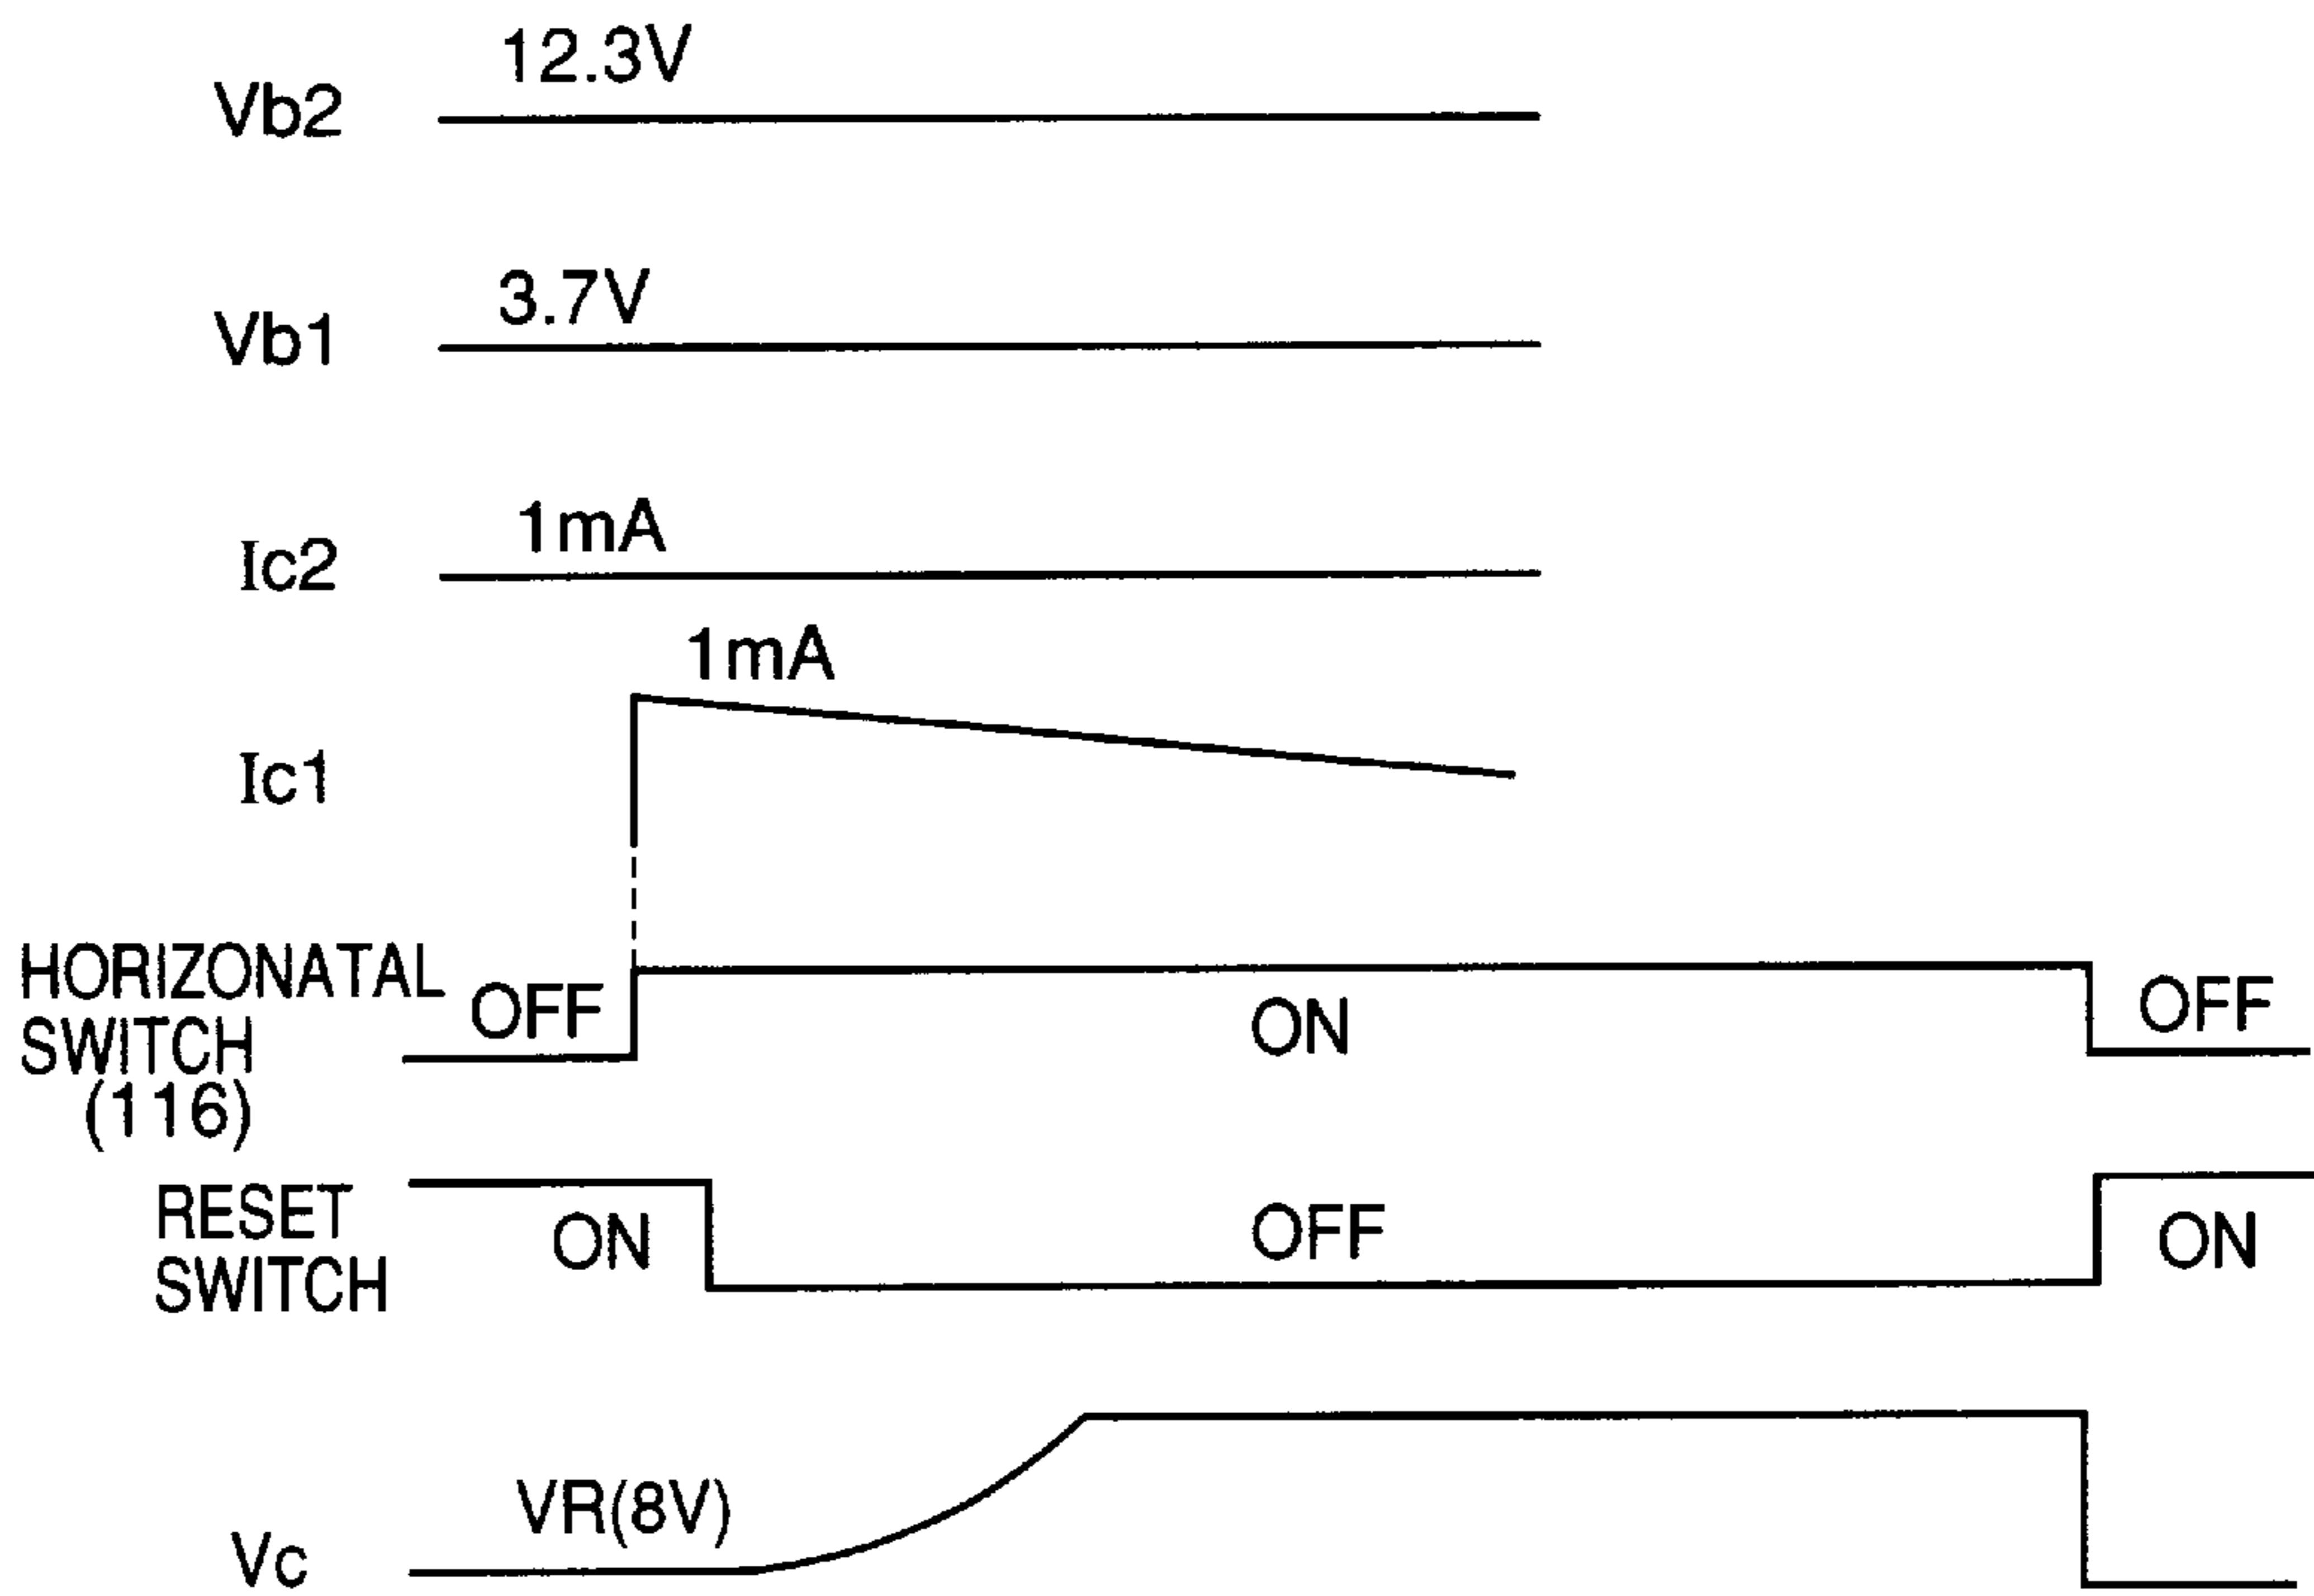 12.3V
Vb2
3.7V
Vb1
1mA
Ic2
1mA
Ic1
HORIZONATAL
SWITCH
(116)
OFF
ON
OFF
RESET
SWITCH
ON
OFF
ON
VR(8V)
Vc